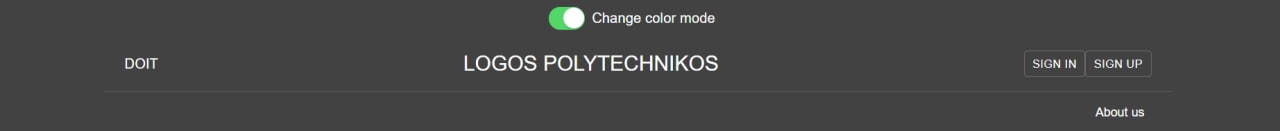 Change color mode
DOIT LOGOS POLYTECHNIKOS SIGN IN SIGN UP
About us